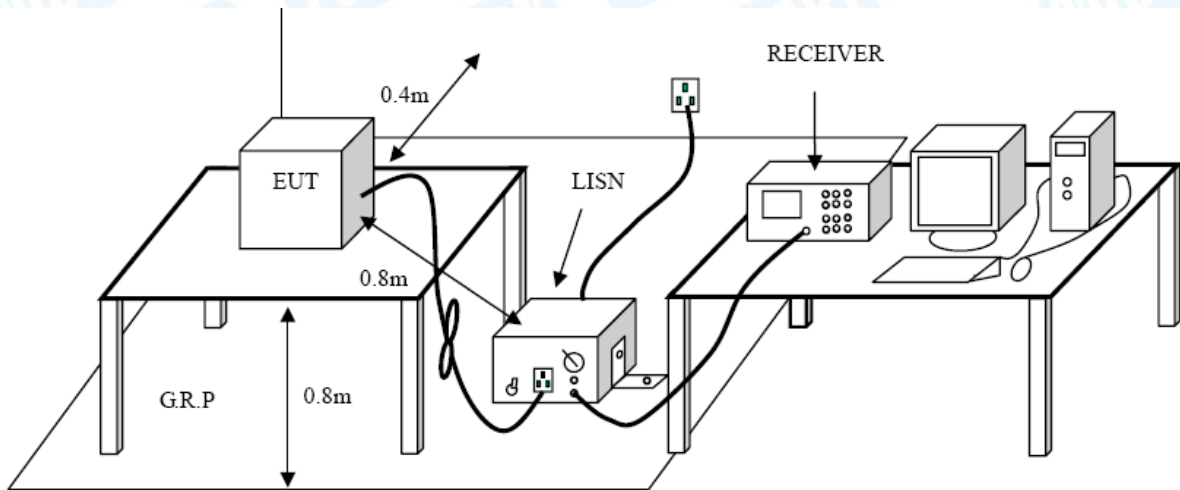 RECEIVER
0.4m
EUT
LISN
0.8m
G.R.P
0.8m